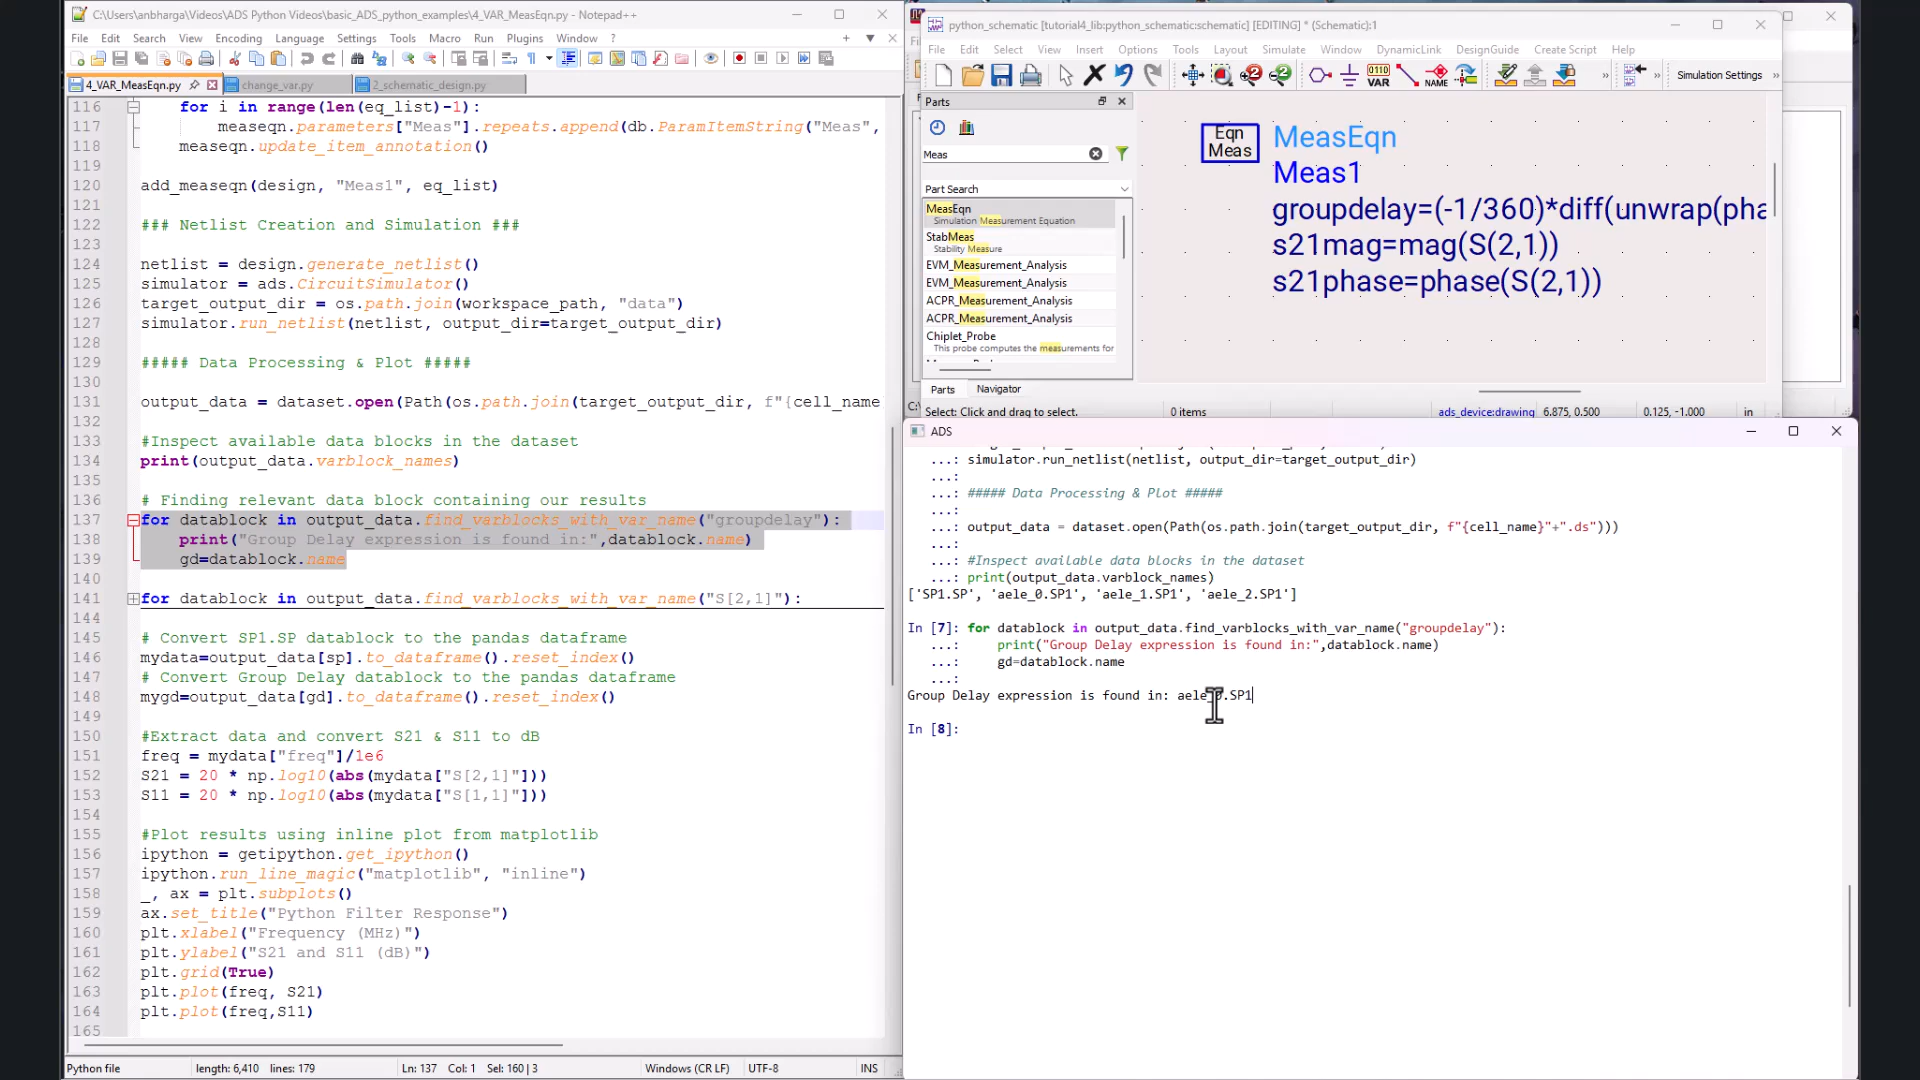 C:\Users\anbharga\Videos\ADS Python Videos\basic_ADS_python_examples\4_VAR_MeasEqn.py - Notepad++
File Edit Search View Encoding Language Settings Tools Macro Run Plugins Window ?
4_VAR_MeasEqn.py change_var.py 2_schematic_design.py
116 for i in range(len(eq_list)-1):
117 measeqn.parameters["Meas"].repeats.append(db.ParamItemString("Meas",
118 measeqn.update_item_annotation()
119
120 add_measeqn(design, "Meas1", eq_list)
121
122 ### Netlist Creation and Simulation ###
123
124 netlist = design.generate_netlist()
125 simulator = ads.CircuitSimulator()
126 target_output_dir = os.path.join(workspace_path, "data")
127 simulator.run_netlist(netlist, output_dir=target_output_dir)
128
129 ##### Data Processing & Plot #####
130
131 output_data = dataset.open(Path(os.path.join(target_output_dir, f"{cell_name
132
133 #Inspect available data blocks in the dataset
134 print(output_data.varblock_names)
135
136 # Finding relevant data block containing our results
137 for datablock in output_data.find_varblocks_with_var_name("groupdelay"):
138 print("Group Delay expression is found in:",datablock.name)
139 gd=datablock.name
140
141 for datablock in output_data.find_varblocks_with_var_name("S[2,1]"):
144
145 # Convert SP1.SP datablock to the pandas dataframe
146 mydata=output_data[sp].to_dataframe().reset_index()
147 # Convert Group Delay datablock to the pandas dataframe
148 mygd=output_data[gd].to_dataframe().reset_index()
149
150 #Extract data and convert S21 & S11 to dB
151 freq = mydata["freq"]/1e6
152 S21 = 20 * np.log10(abs(mydata["S[2,1]"]))
153 S11 = 20 * np.log10(abs(mydata["S[1,1]"]))
154
155 #Plot results using inline plot from matplotlib
156 ipython = getipython.get_ipython()
157 ipython.run_line_magic("matplotlib", "inline")
158 _, ax = plt.subplots()
159 ax.set_title("Python Filter Response")
160 plt.xlabel("Frequency (MHz)")
161 plt.ylabel("S21 and S11 (dB)")
162 plt.grid(True)
163 plt.plot(freq, S21)
164 plt.plot(freq,S11)
165
Python file length: 6,410 lines: 179 Ln: 137 Col: 1 Sel: 160 | 3 Windows (CR LF) UTF-8 INS
python_schematic [tutorial4_lib:python_schematic:schematic] [EDITING] * (Schematic):1
File Edit Select View Insert Options Tools Layout Simulate Window DynamicLink DesignGuide Create Script Help
VAR NAME Simulation Settings
Parts
Meas
Part Search
MeasEqn
Simulation Measurement Equation
StabMeas
Stability Measure
EVM_Measurement_Analysis
EVM_Measurement_Analysis
ACPR_Measurement_Analysis
ACPR_Measurement_Analysis
Chiplet_Probe
This probe computes the measurements for
Parts Navigator
Eqn
Meas
MeasEqn
Meas1
groupdelay=(-1/360)*diff(unwrap(pha
s21mag=mag(S(2,1))
s21phase=phase(S(2,1))
Select: Click and drag to select. 0 items ads_device:drawing 6.875, 0.500 0.125, -1.000 in
ADS
...: simulator.run_netlist(netlist, output_dir=target_output_dir)
...:
...: ##### Data Processing & Plot #####
...:
...: output_data = dataset.open(Path(os.path.join(target_output_dir, f"{cell_name}"+".ds")))
...:
...: #Inspect available data blocks in the dataset
...: print(output_data.varblock_names)
['SP1.SP', 'aele_0.SP1', 'aele_1.SP1', 'aele_2.SP1']
In [7]: for datablock in output_data.find_varblocks_with_var_name("groupdelay"):
...: print("Group Delay expression is found in:",datablock.name)
...: gd=datablock.name
...:
Group Delay expression is found in: aele_0.SP1
In [8]: